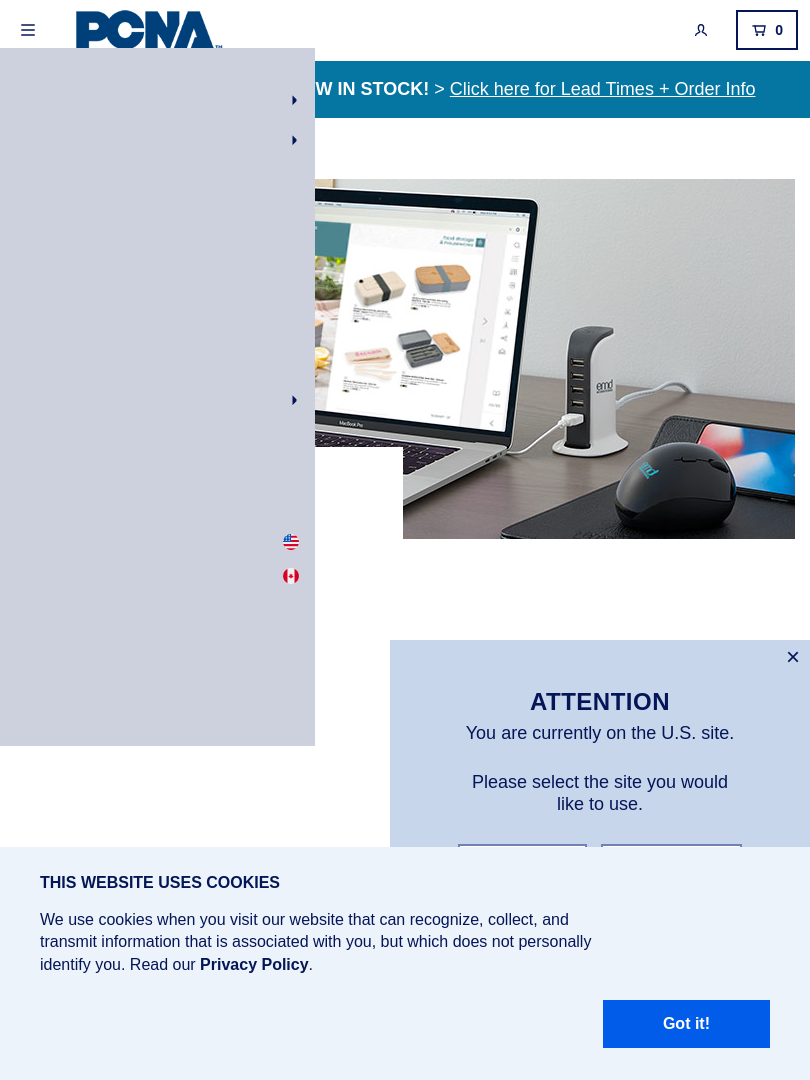 PCNA™
0
W IN STOCK! > Click here for Lead Times + Order Info
MacBook Pro
emd
×
ATTENTION
You are currently on the U.S. site.
Please select the site you would
like to use.
THIS WEBSITE USES COOKIES
We use cookies when you visit our website that can recognize, collect, and
transmit information that is associated with you, but which does not personally
identify you. Read our Privacy Policy.
Got it!